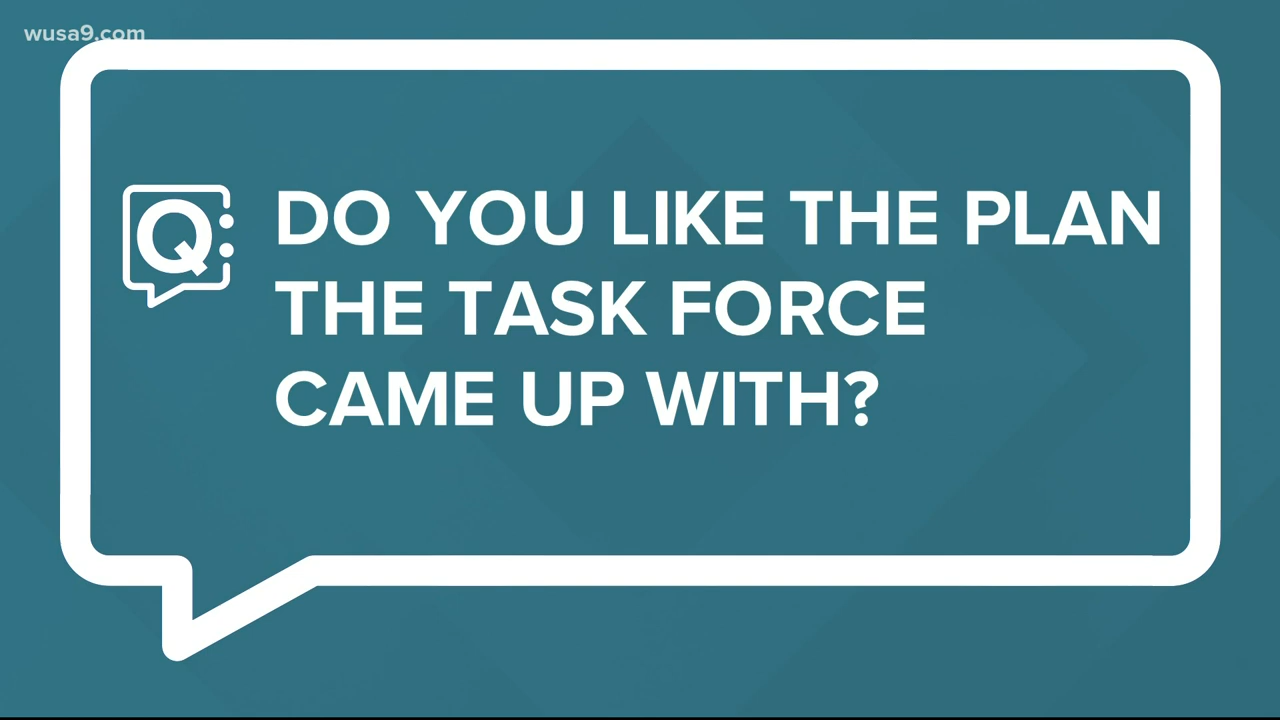 wusa9.com
Q:
DO YOU LIKE THE PLAN
THE TASK FORCE
CAME UP WITH?